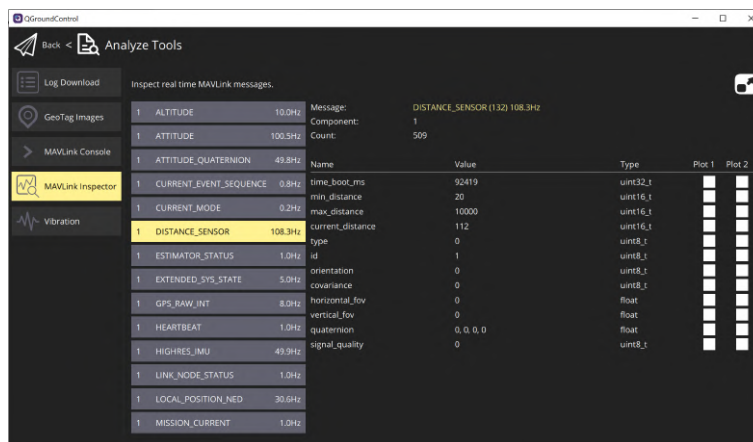 QGroundControl
Back < Analyze Tools
Log Download
GeoTag Images
MAVLink Console
MAVLink Inspector
Vibration
Inspect real time MAVLink messages.
1 ALTITUDE 10.0Hz
1 ATTITUDE 100.5Hz
1 ATTITUDE_QUATERNION 49.8Hz
1 CURRENT_EVENT_SEQUENCE 0.8Hz
1 CURRENT_MODE 0.2Hz
1 DISTANCE_SENSOR 108.3Hz
1 ESTIMATOR_STATUS 1.0Hz
1 EXTENDED_SYS_STATE 5.0Hz
1 GPS_RAW_INT 8.0Hz
1 HEARTBEAT 1.0Hz
1 HIGHRES_IMU 49.9Hz
1 LINK_NODE_STATUS 1.0Hz
1 LOCAL_POSITION_NED 30.6Hz
1 MISSION_CURRENT 1.0Hz
Message: DISTANCE_SENSOR (132) 108.3Hz
Component: 1
Count: 509
Name Value Type Plot 1 Plot 2
time_boot_ms 92419 uint32_t
min_distance 20 uint16_t
max_distance 10000 uint16_t
current_distance 112 uint16_t
type 0 uint8_t
id 1 uint8_t
orientation 0 uint8_t
covariance 0 uint8_t
horizontal_fov 0 float
vertical_fov 0 float
quaternion 0, 0, 0, 0 float
signal_quality 0 uint8_t